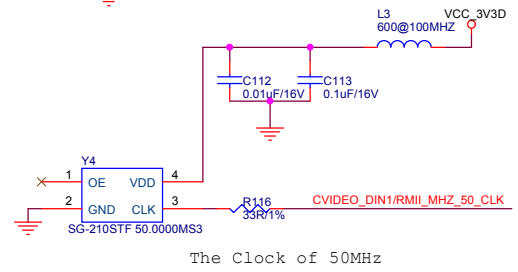 L3
VCC_3V3D
600@100MHZ
C112
0.01uF/16V
C113
0.1uF/16V
Y4
1
OE
VDD
4
2
GND
CLK
3
SG-210STF 50.0000MS3
R116
33R/1%
CVIDEO_DIN1/RMII_MHZ_50_CLK
The Clock of 50MHz